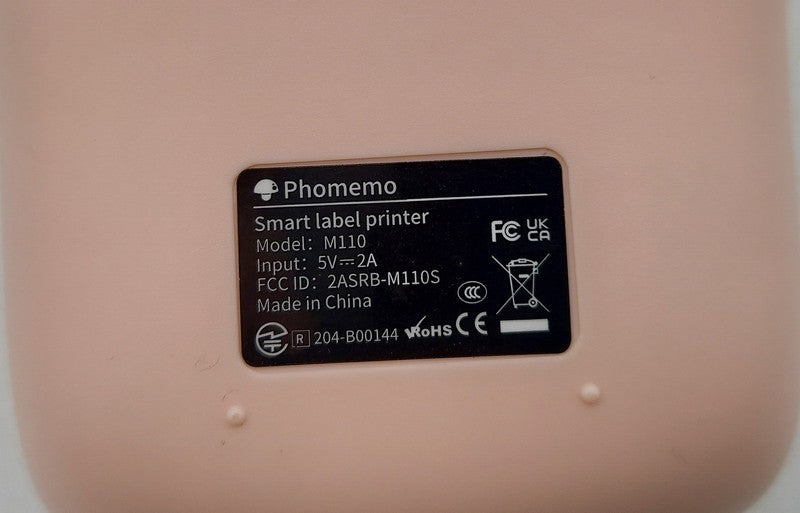 Phomemo
Smart label printer
Model: M110
Input: 5V⎓2A
FCC ID: 2ASRB-M110S
Made in China
FC UK CA
CCC
R 204-B00144 RoHS CE